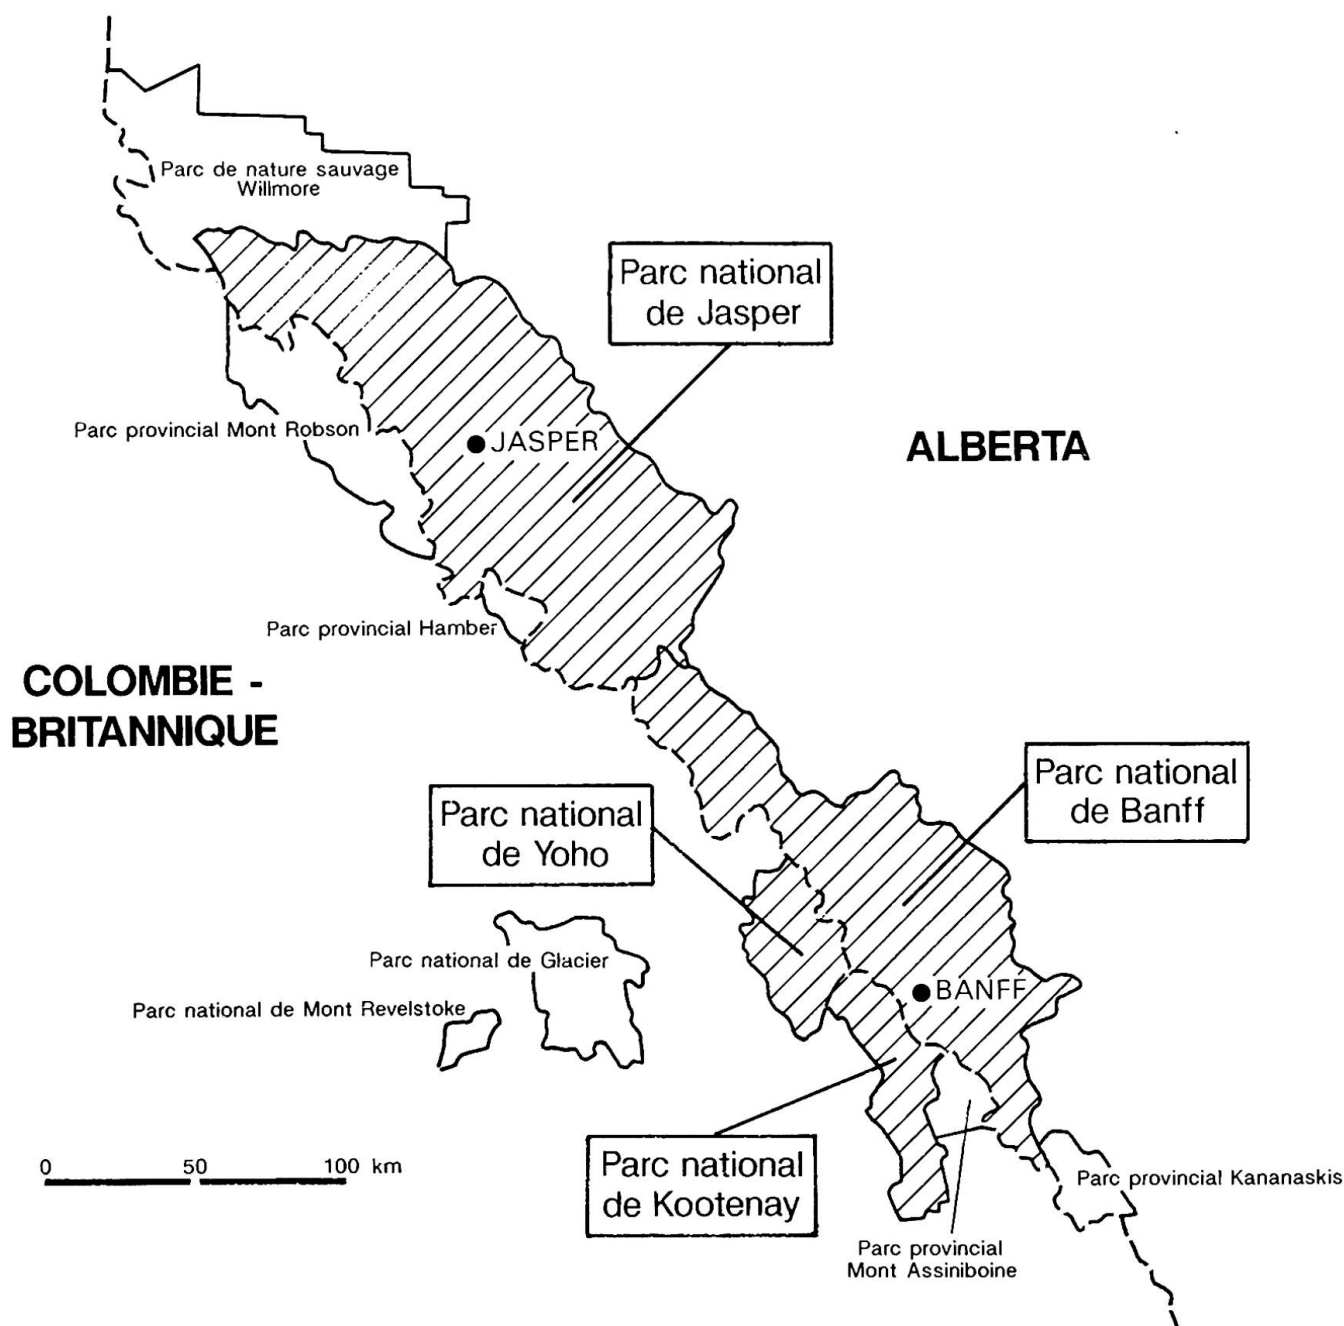 Parc de nature sauvage
Willmore
Parc national
de Jasper
Parc provincial Mont Robson
JASPER
ALBERTA
Parc provincial Hamber
COLOMBIE -
BRITANNIQUE
Parc national
de Banff
Parc national
de Yoho
Parc national de Glacier
Parc national de Mont Revelstoke
BANFF
0 50 100 km
Parc national
de Kootenay
Parc provincial Kananaskis
Parc provincial
Mont Assiniboine